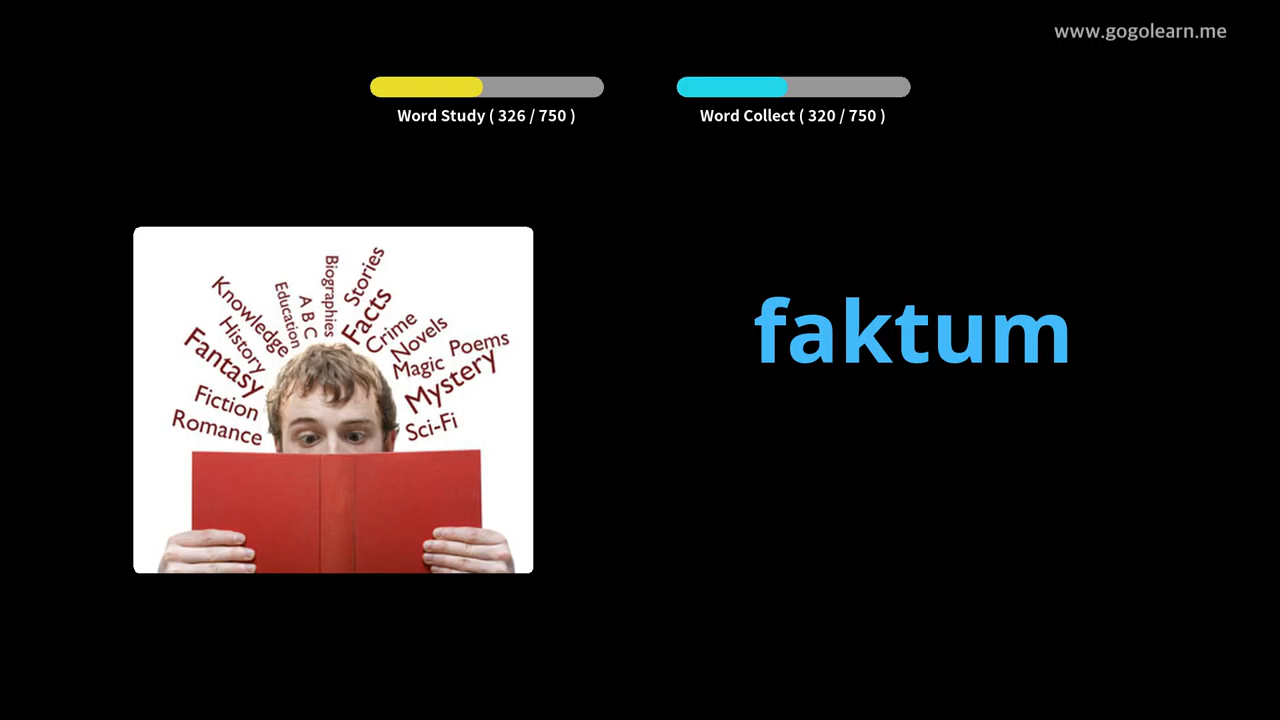 www.gogolearn.me
Word Study ( 326 / 750 )
Word Collect ( 320 / 750 )
faktum
Stories
Biographies
Facts
Education
A B C
Knowledge
Crime
History
Novels
Poems
Fantasy
Magic
Mystery
Fiction
Romance
Sci-Fi